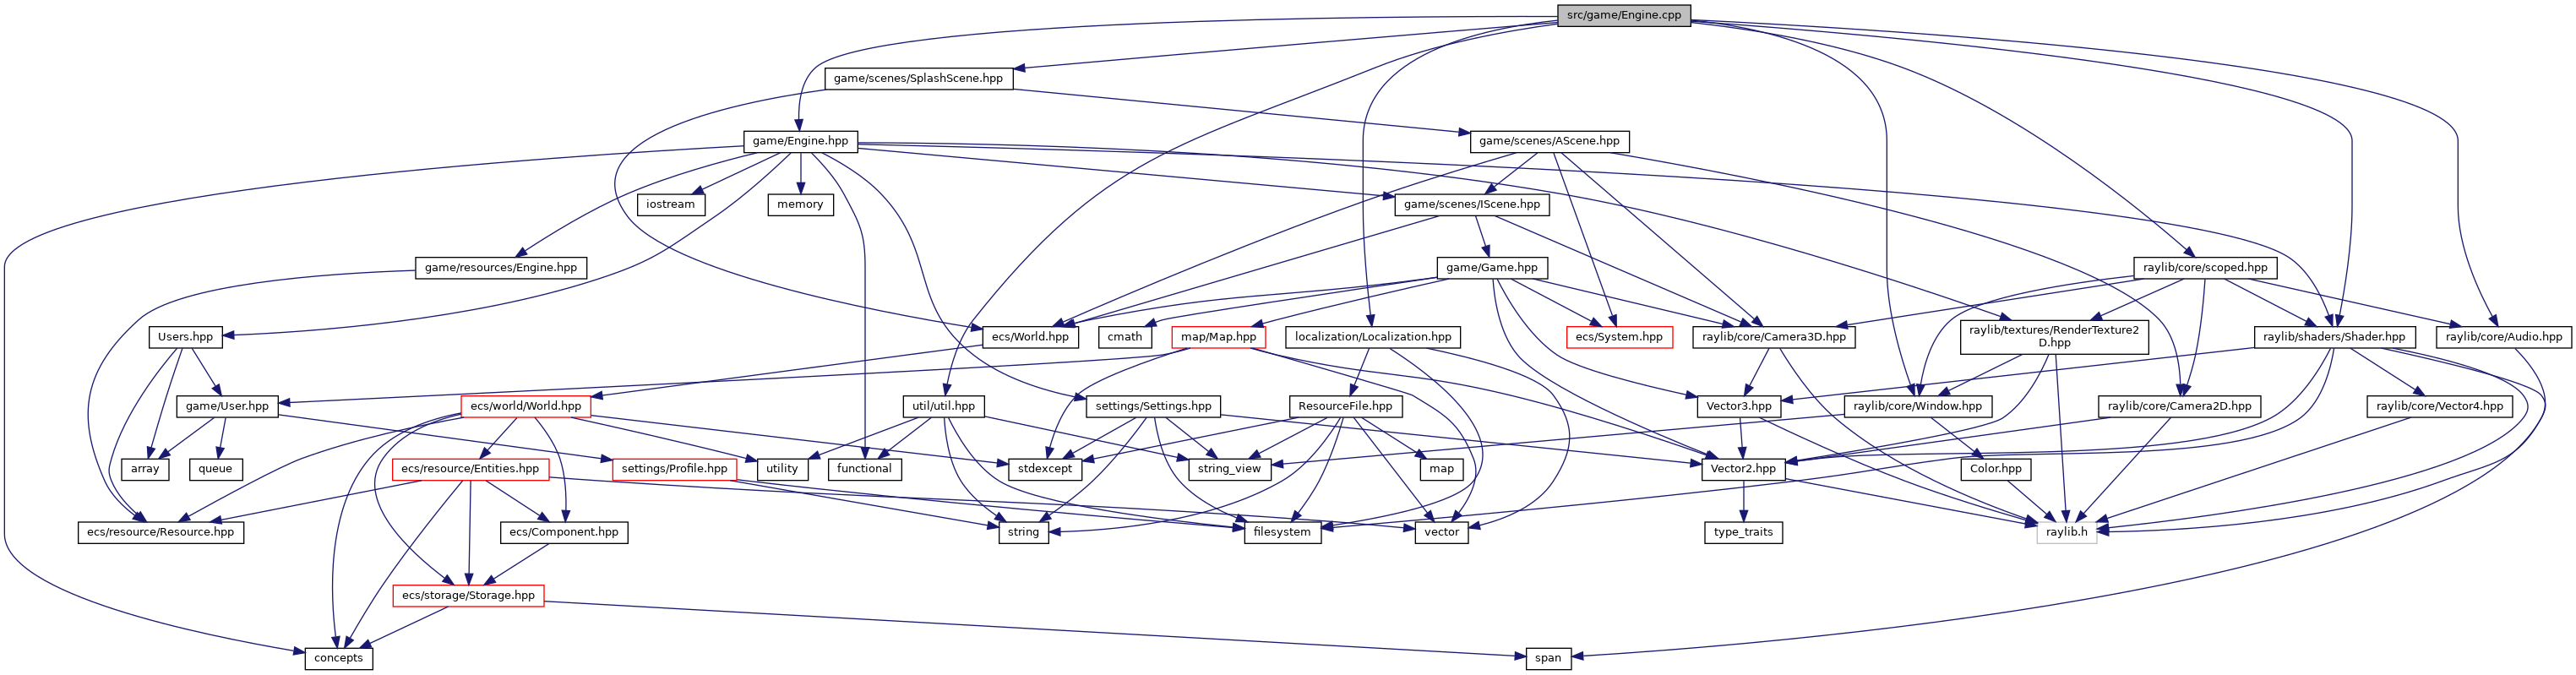 src/game/Engine.cpp
game/scenes/SplashScene.hpp
game/Engine.hpp
game/scenes/AScene.hpp
iostream
memory
game/scenes/IScene.hpp
game/resources/Engine.hpp
game/Game.hpp
raylib/core/scoped.hpp
Users.hpp
ecs/World.hpp
cmath
map/Map.hpp
localization/Localization.hpp
ecs/System.hpp
raylib/core/Camera3D.hpp
raylib/textures/RenderTexture2
D.hpp
raylib/shaders/Shader.hpp
raylib/core/Audio.hpp
game/User.hpp
ecs/world/World.hpp
util/util.hpp
settings/Settings.hpp
ResourceFile.hpp
Vector3.hpp
raylib/core/Window.hpp
raylib/core/Camera2D.hpp
raylib/core/Vector4.hpp
array
queue
ecs/resource/Entities.hpp
settings/Profile.hpp
utility
functional
stdexcept
string_view
map
Vector2.hpp
Color.hpp
ecs/resource/Resource.hpp
ecs/Component.hpp
string
filesystem
vector
type_traits
raylib.h
ecs/storage/Storage.hpp
concepts
span